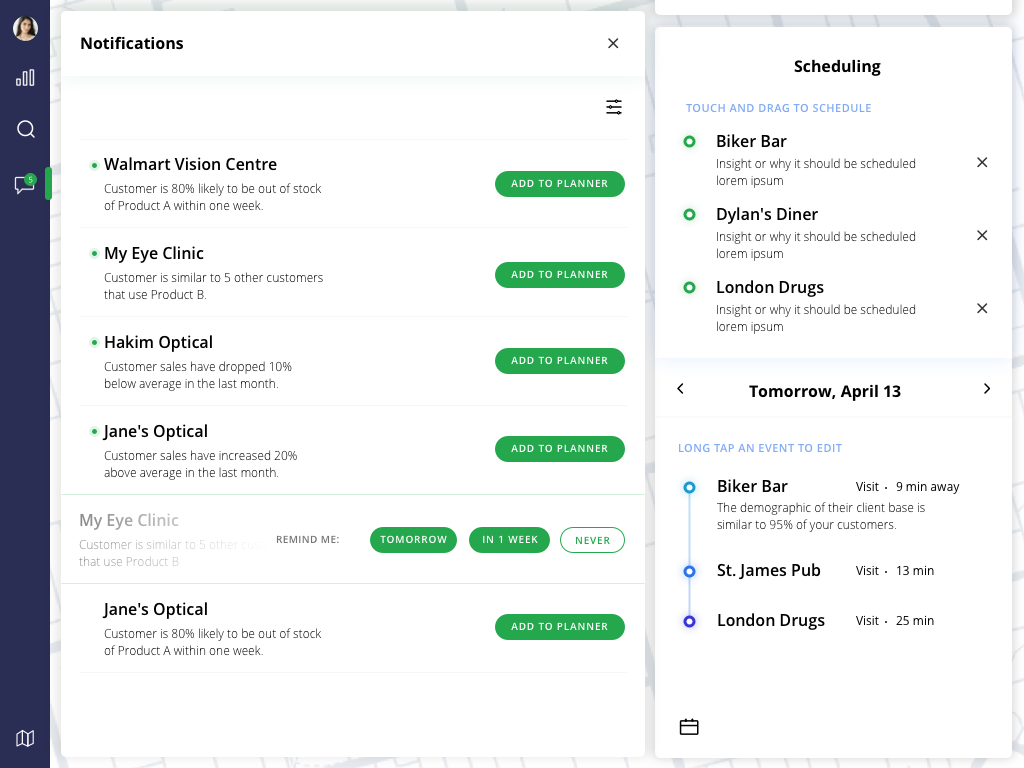 5
Notifications
Walmart Vision Centre
Customer is 80% likely to be out of stock
of Product A within one week.
ADD TO PLANNER
My Eye Clinic
Customer is similar to 5 other customers
that use Product B.
ADD TO PLANNER
Hakim Optical
Customer sales have dropped 10%
below average in the last month.
ADD TO PLANNER
Jane's Optical
Customer sales have increased 20%
above average in the last month.
ADD TO PLANNER
My Eye Clinic
Customer is similar to 5 other cust
that use Product B
REMIND ME:
TOMORROW
IN 1 WEEK
NEVER
Jane's Optical
Customer is 80% likely to be out of stock
of Product A within one week.
ADD TO PLANNER
Scheduling
TOUCH AND DRAG TO SCHEDULE
Biker Bar
Insight or why it should be scheduled
lorem ipsum
Dylan's Diner
Insight or why it should be scheduled
lorem ipsum
London Drugs
Insight or why it should be scheduled
lorem ipsum
Tomorrow, April 13
LONG TAP AN EVENT TO EDIT
Biker Bar Visit · 9 min away
The demographic of their client base is
similar to 95% of your customers.
St. James Pub Visit · 13 min
London Drugs Visit · 25 min